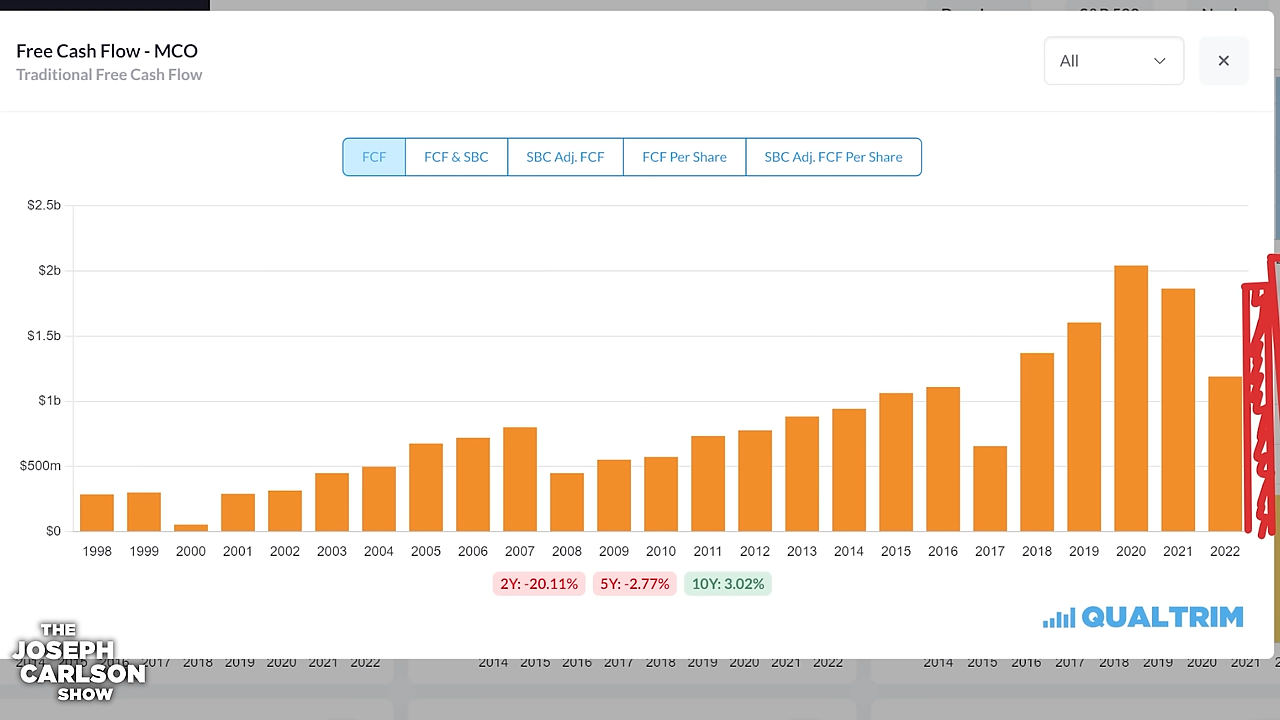 Free Cash Flow - MCO
Traditional Free Cash Flow
All
FCF
FCF & SBC
SBC Adj. FCF
FCF Per Share
SBC Adj. FCF Per Share
$2.5b
$2b
$1.5b
$1b
$500m
$0
1998 1999 2000 2001 2002 2003 2004 2005 2006 2007 2008 2009 2010 2011 2012 2013 2014 2015 2016 2017 2018 2019 2020 2021 2022
2Y: -20.11% 5Y: -2.77% 10Y: 3.02%
QUALTRIM
THE
JOSEPH
CARLSON
SHOW
2017 2018 2019 2020 2021 2022
2014 2015 2016 2017 2018 2019 2020 2021 2022
2014 2015 2016 2017 2018 2019 2020 2021